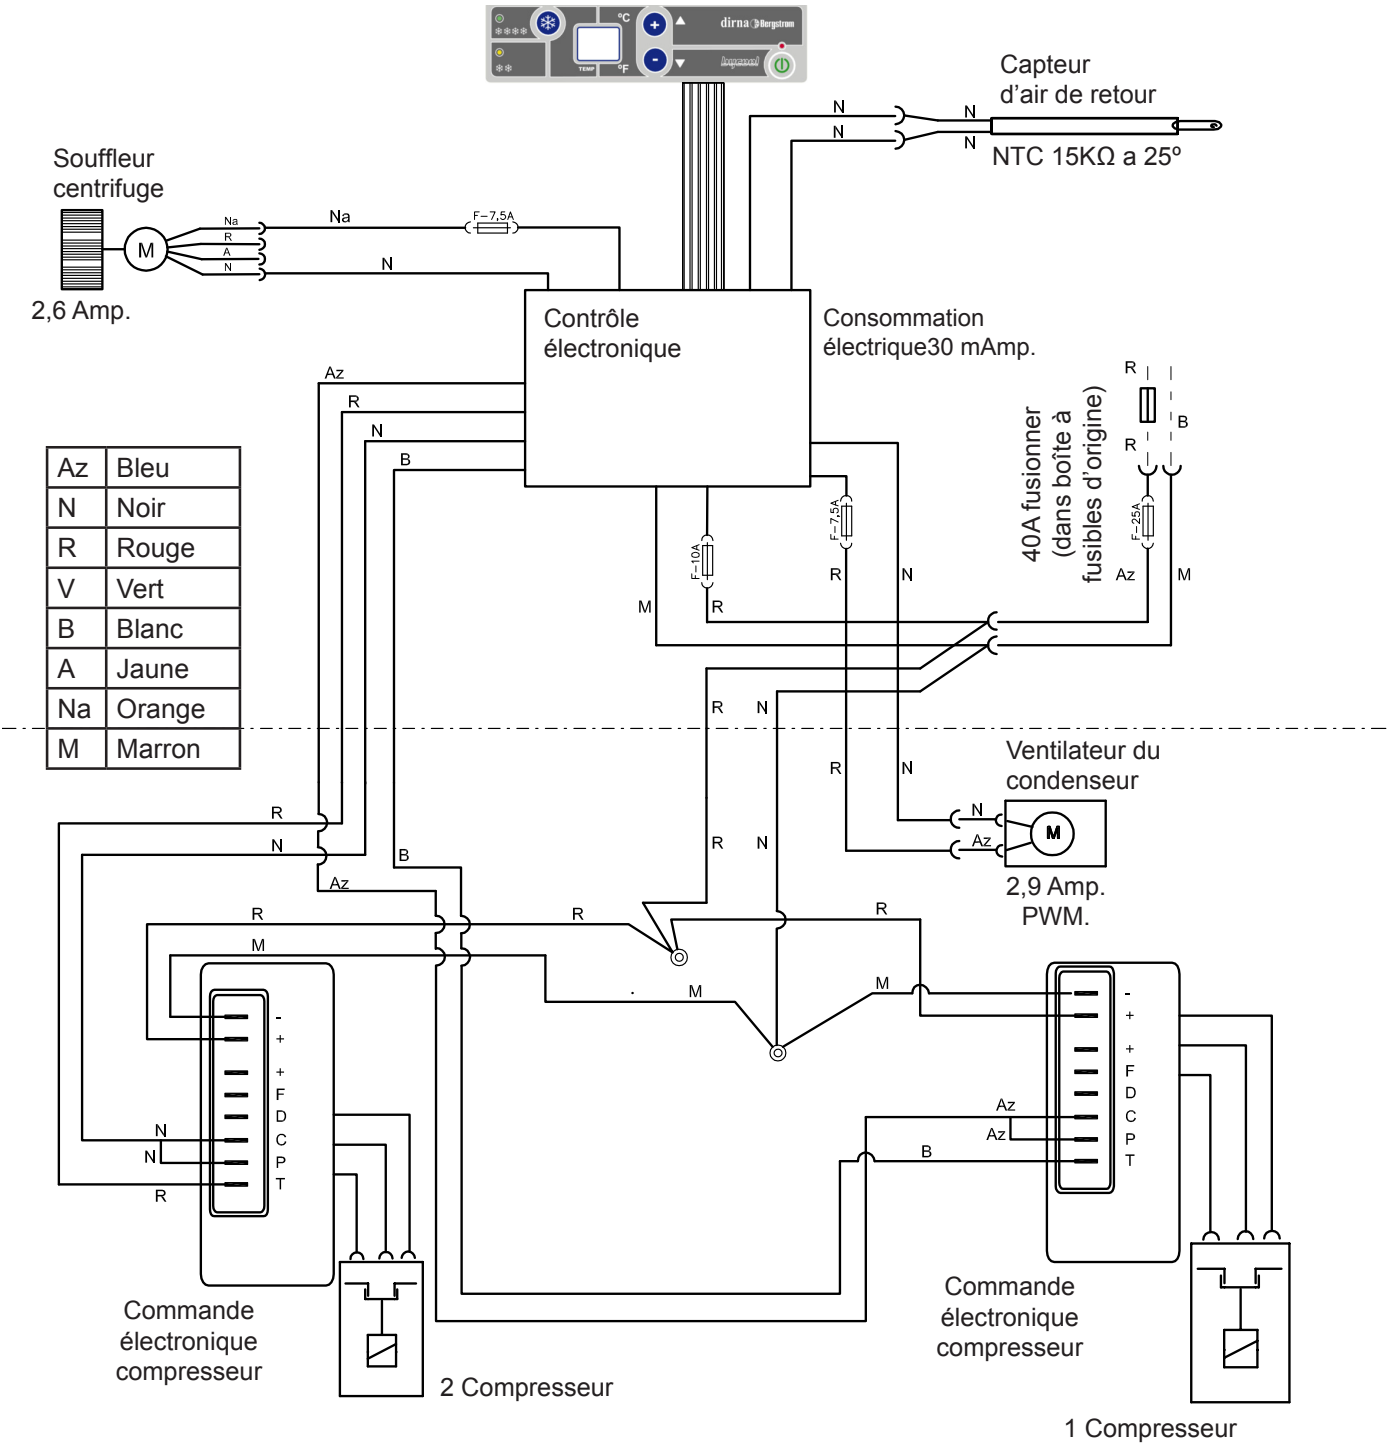 °C
dirna Bergstrom
TEMP
°F
bycool
Capteur
d'air de retour
N
N
N
N
NTC 15KΩ a 25º
Souffleur
centrifuge
M
Na
R
A
N
Na
F-7,5A
N
2,6 Amp.
Contrôle
électronique
Consommation
électrique30 mAmp.
Az
R
N
B
Az Bleu
N Noir
R Rouge
V Vert
B Blanc
A Jaune
Na Orange
M Marron
40A fusionner
(dans boîte à
fusibles d'origine)
R
B
R
F-25A
Az
M
F-7,5A
F-10A
R
N
M
R
R
N
R
N
Ventilateur du
condenseur
N
Az
M
2,9 Amp.
PWM.
R
N
B
Az
R
N
R
R
R
M
M
M
-
+
+
F
D
C
P
T
N
N
R
-
+
+
F
D
C
P
T
Az
Az
B
Commande
électronique
compresseur
2 Compresseur
Commande
électronique
compresseur
1 Compresseur